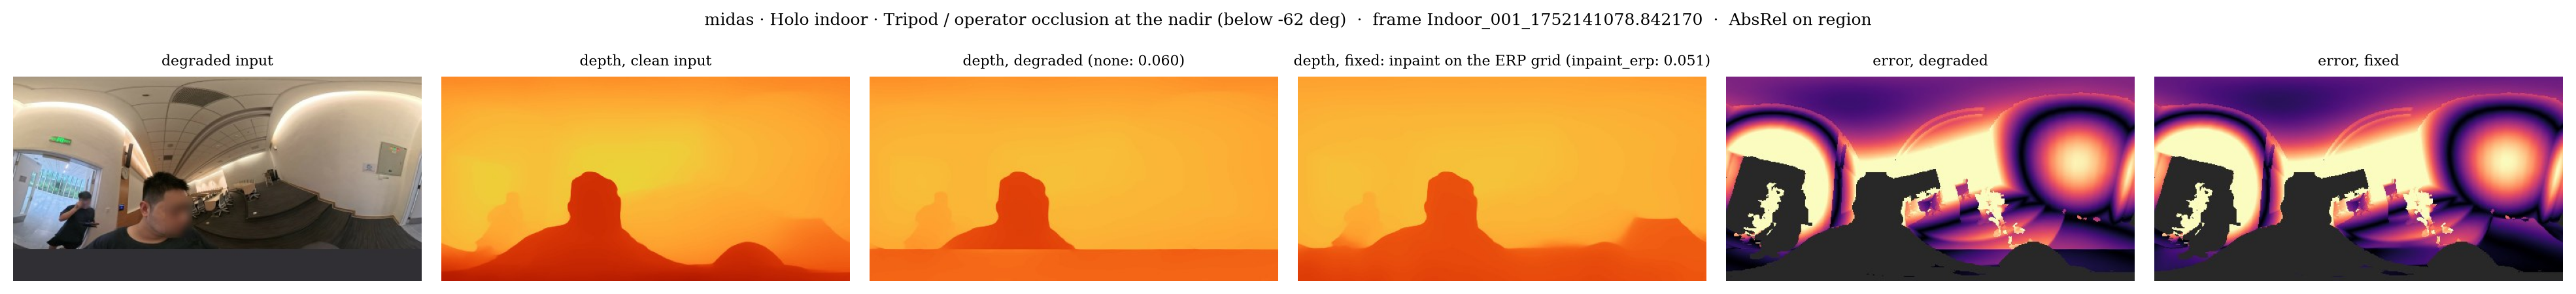 midas · Holo indoor · Tripod / operator occlusion at the nadir (below -62 deg) · frame Indoor_001_1752141078.842170 · AbsRel on region
degraded input
depth, clean input
depth, degraded (none: 0.060)
depth, fixed: inpaint on the ERP grid (inpaint_erp: 0.051)
error, degraded
error, fixed